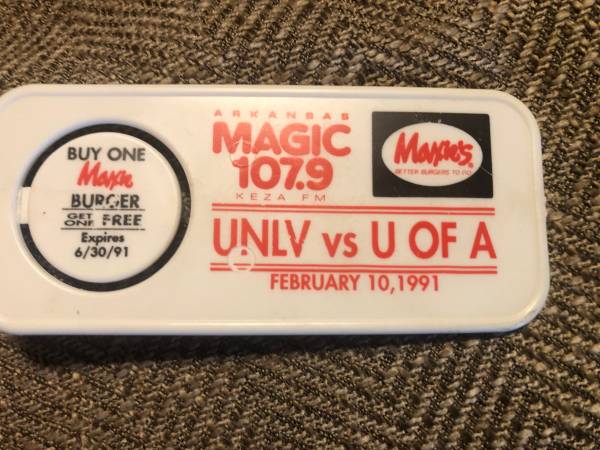 BUY ONE
Maxie
BURGER
GET ONE FREE
Expires
6/30/91
ARKANSAS
MAGIC
107.9
KEZA FM
Maxie's
BETTER BURGERS TO GO
UNLV vs U OF A
FEBRUARY 10, 1991